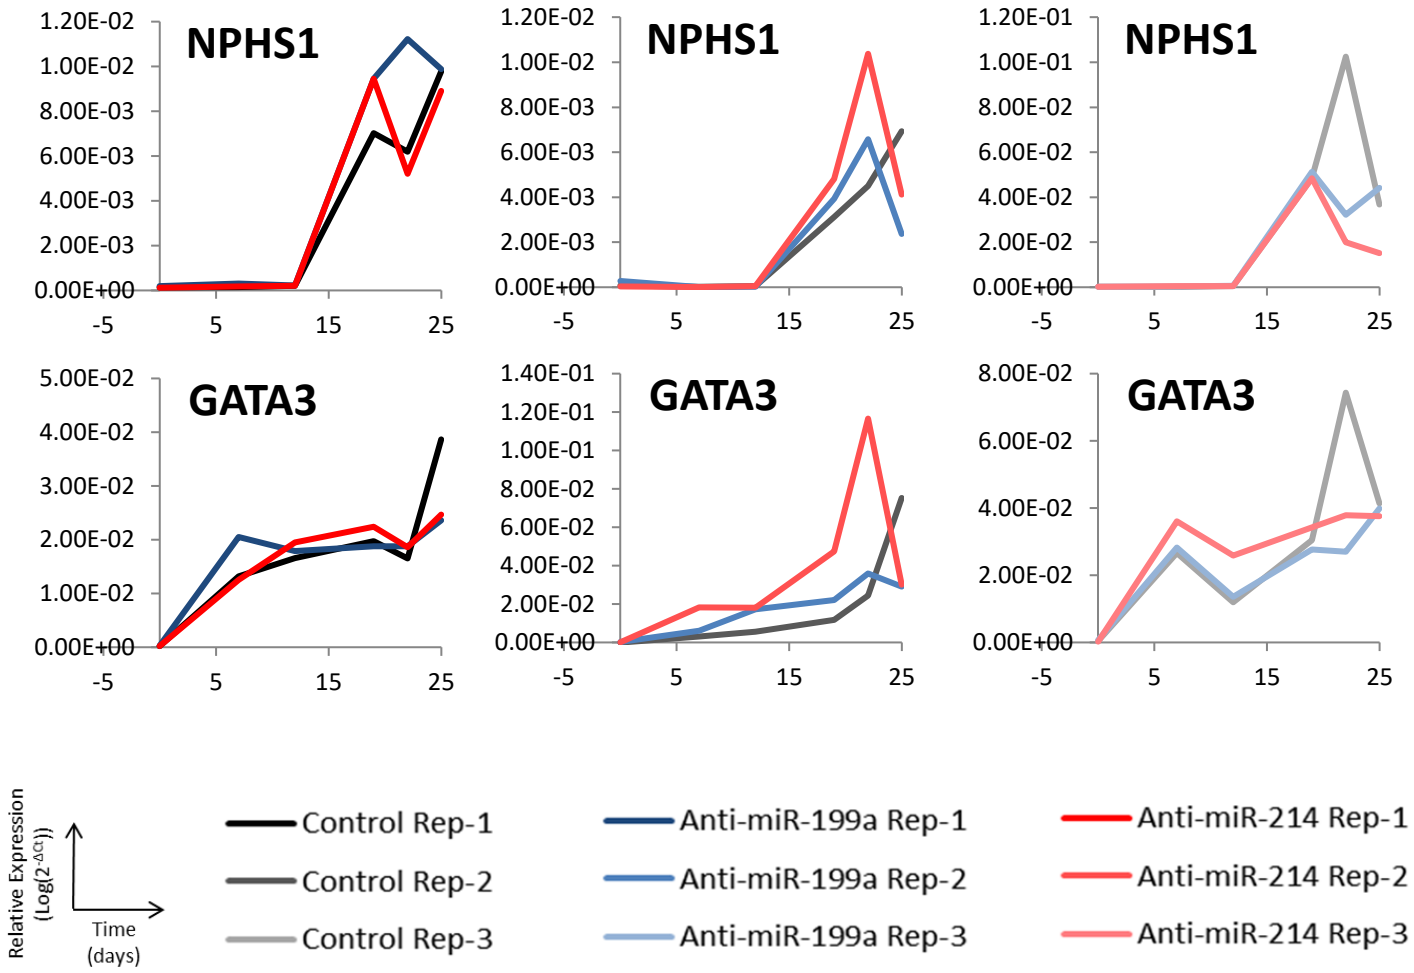 NPHS1
1.20E-02
1.00E-02
8.00E-03
6.00E-03
4.00E-03
2.00E-03
0.00E+00
-5 5 15 25
NPHS1
1.20E-02
1.00E-02
8.00E-03
6.00E-03
4.00E-03
2.00E-03
0.00E+00
-5 5 15 25
NPHS1
1.20E-01
1.00E-01
8.00E-02
6.00E-02
4.00E-02
2.00E-02
0.00E+00
-5 5 15 25
GATA3
5.00E-02
4.00E-02
3.00E-02
2.00E-02
1.00E-02
0.00E+00
-5 5 15 25
GATA3
1.40E-01
1.20E-01
1.00E-01
8.00E-02
6.00E-02
4.00E-02
2.00E-02
0.00E+00
-5 5 15 25
GATA3
8.00E-02
6.00E-02
4.00E-02
2.00E-02
0.00E+00
-5 5 15 25
Relative Expression
(Log(2^-ΔCt))
Time
(days)
Control Rep-1
Anti-miR-199a Rep-1
Anti-miR-214 Rep-1
Control Rep-2
Anti-miR-199a Rep-2
Anti-miR-214 Rep-2
Control Rep-3
Anti-miR-199a Rep-3
Anti-miR-214 Rep-3